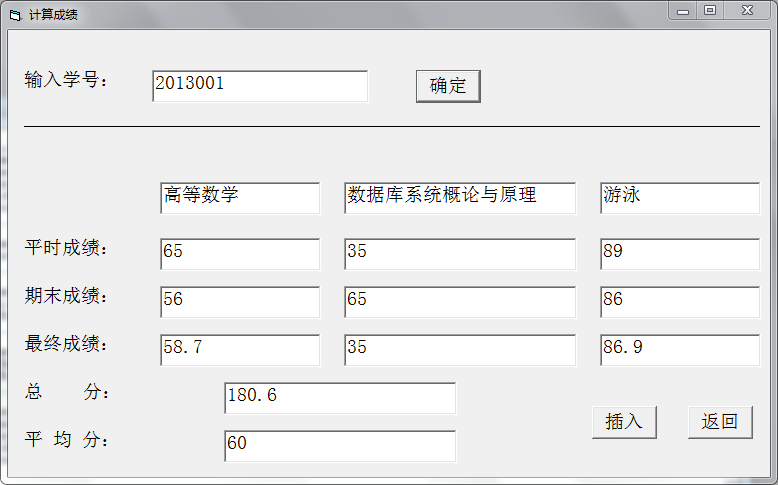 计算成绩
输入学号： 2013001 确定
高等数学 数据库系统概论与原理 游泳
平时成绩： 65 35 89
期末成绩： 56 65 86
最终成绩： 58.7 35 86.9
总 分： 180.6
插入 返回
平 均 分： 60